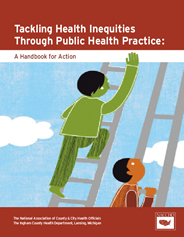 Tackling Health Inequities
Through Public Health Practice:
A Handbook for Action
The National Association of County & City Health Officials
The Ingham County Health Department, Lansing, Michigan